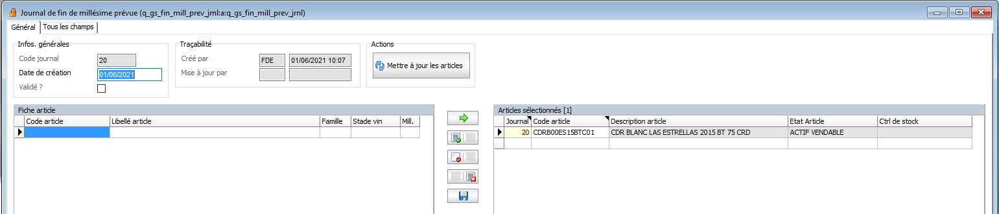 Journal de fin de millésime prévue (q_gs_fin_mill_prev_jrnl:a:q_gs_fin_mill_prev_jrnl)
Général Tous les champs
Infos. générales
Code journal 20
Date de création 01/06/2021
Validé ?
Traçabilité
Créé par FDE 01/06/2021 10:07
Mise à jour par
Actions
Mettre à jour les articles
Fiche article
Code article Libellé article Famille Stade vin Mill.
Articles sélectionnés [1]
Journal Code article Description article Etat Article Ctrl de stock
20 CDRB00ES15BTC01 CDR BLANC LAS ESTRELLAS 2015 BT 75 CRD ACTIF VENDABLE